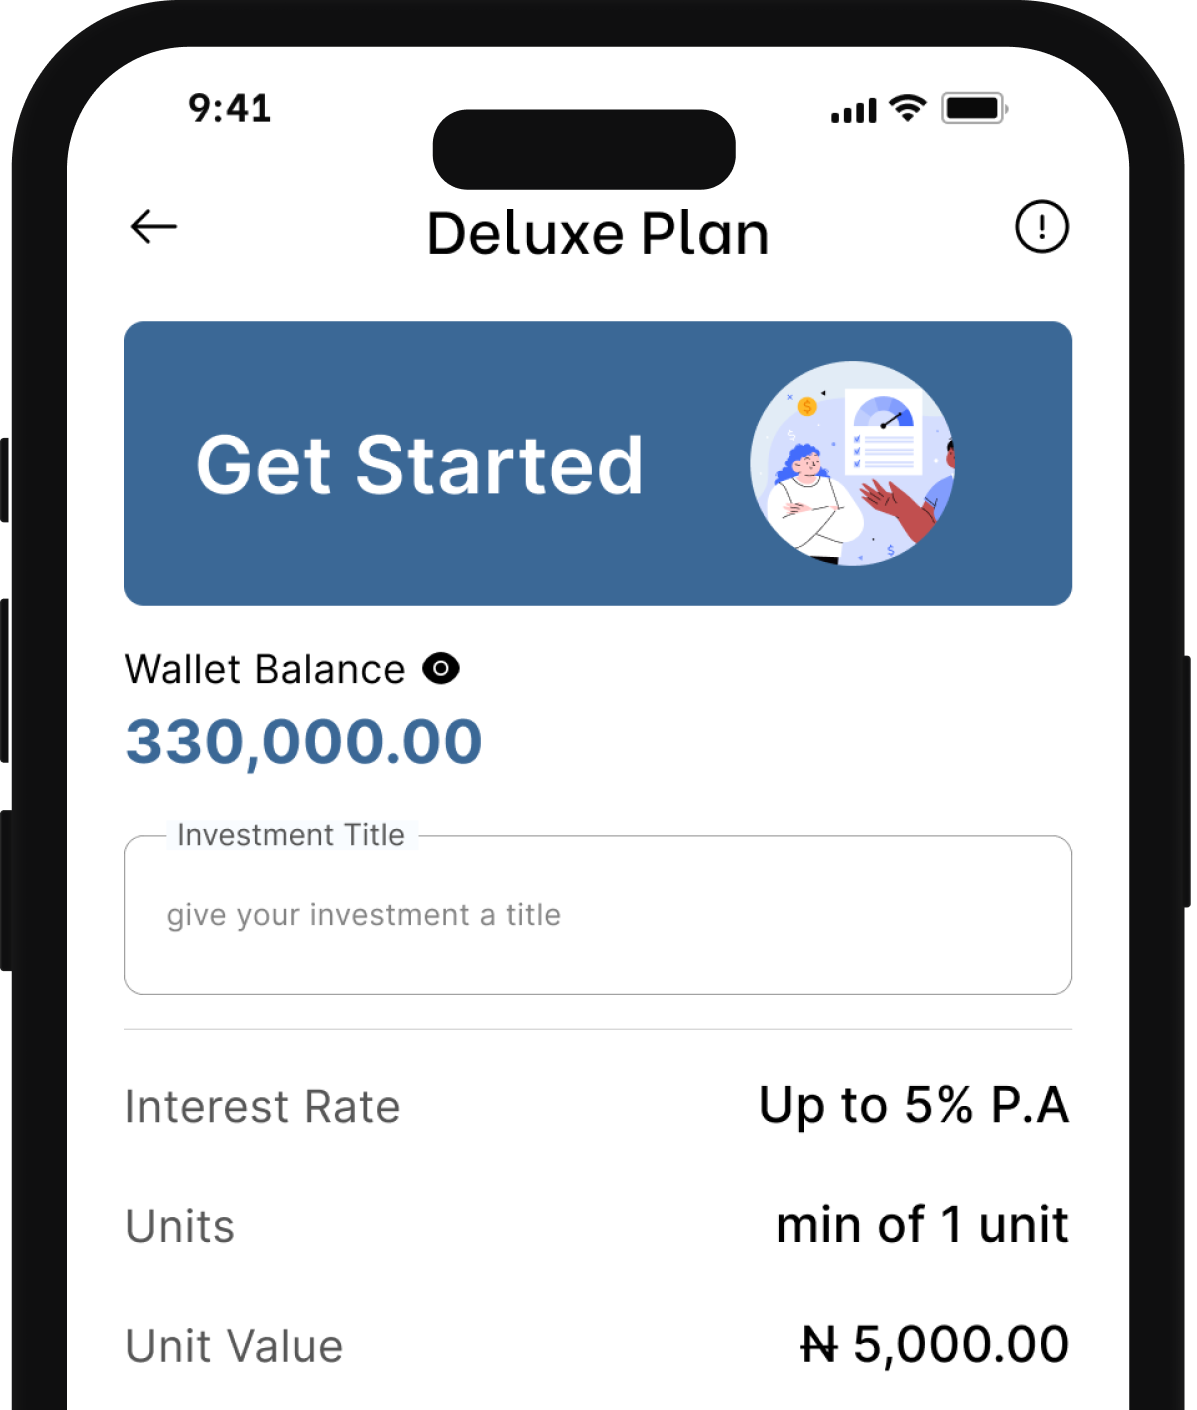 9:41
Deluxe Plan
Get Started
Wallet Balance
330,000.00
Investment Title
give your investment a title
Interest Rate Up to 5% P.A
Units min of 1 unit
Unit Value ₦ 5,000.00